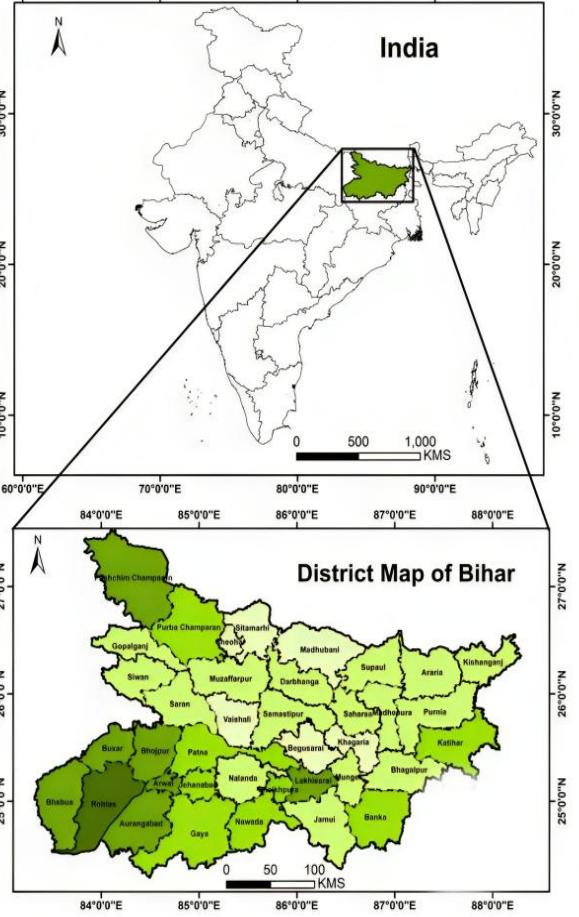 N
India
30°0'0"N
30°0'0"N
20°0'0"N
20°0'0"N
10°0'0"N
10°0'0"N
0 500 1,000
KMS
60°0'0"E 70°0'0"E 80°0'0"E 90°0'0"E
84°0'0"E 85°0'0"E 86°0'0"E 87°0'0"E 88°0'0"E
N
District Map of Bihar
27°0'0"N
27°0'0"N
Purba Champaran
Sitamarhi
Gopalganj
Madhubani
Kishanganj
Supaul
Araria
Siwan
Muzaffarpur
Darbhanga
26°0'0"N
26°0'0"N
Saran
Vaishali
Samastipur
Saharsa
Madhepura
Purnia
Buxar
Bhojpur
Patna
Begusarai
Khagaria
Katihar
Arwal
Jehanabad
Nalanda
Lakhisarai
Bhagalpur
25°0'0"N
25°0'0"N
Bhabua
Rohtas
Aurangabad
Gaya
Nawada
Jamui
Banka
0 50 100
KMS
84°0'0"E 85°0'0"E 86°0'0"E 87°0'0"E 88°0'0"E